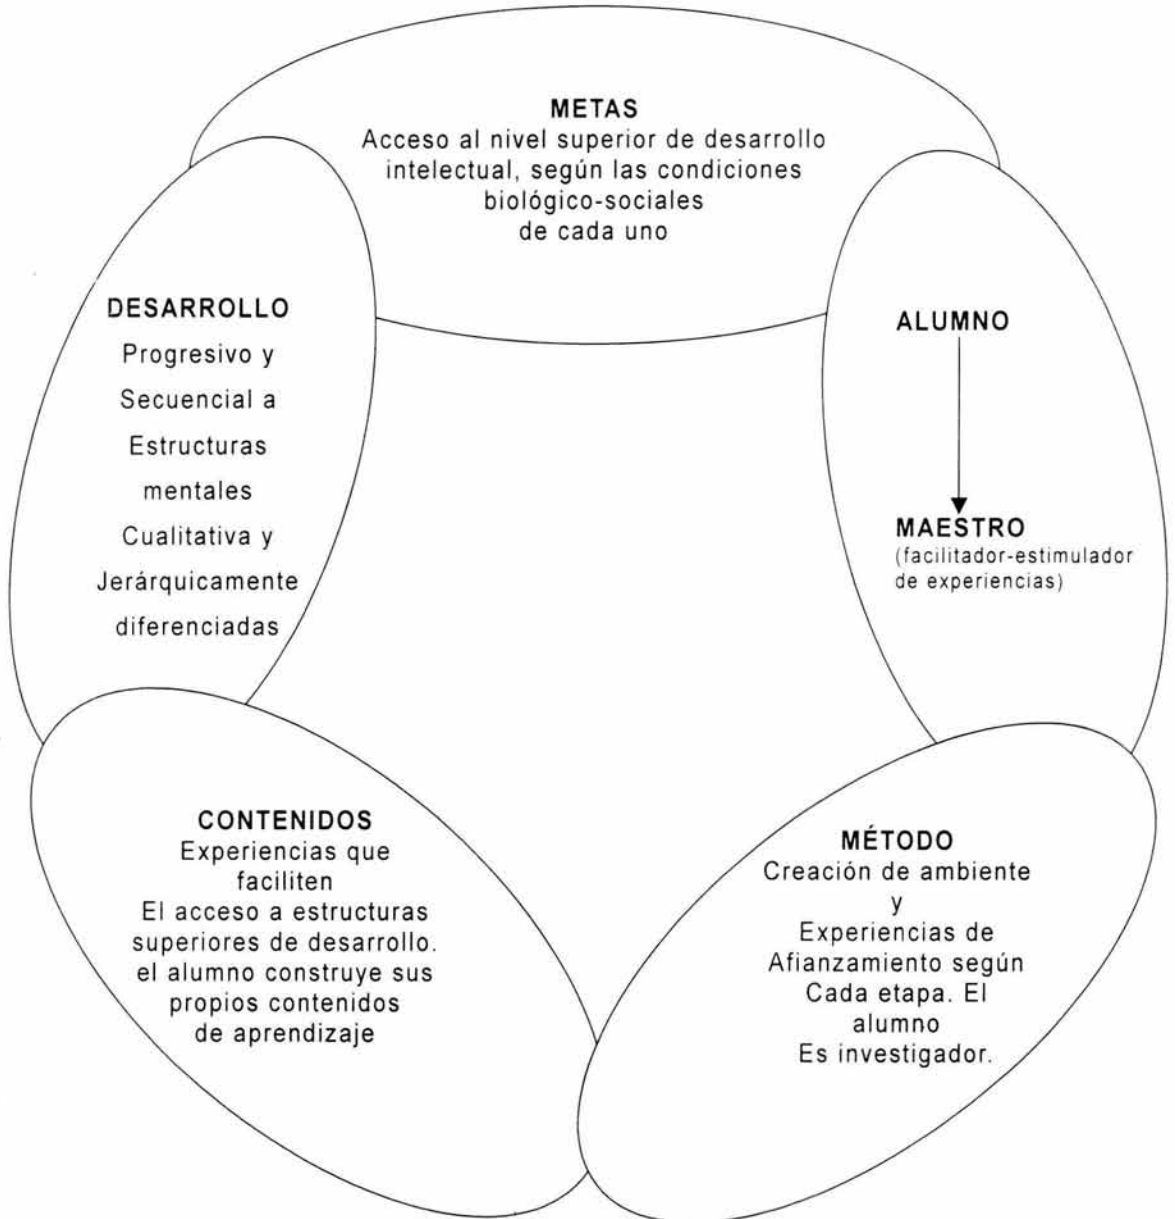 METAS
Acceso al nivel superior de desarrollo
intelectual, según las condiciones
biológico-sociales
de cada uno
DESARROLLO
Progresivo y
Secuencial a
Estructuras
mentales
Cualitativa y
Jerárquicamente
diferenciadas
ALUMNO
MAESTRO
(facilitador-estimulador
de experiencias)
CONTENIDOS
Experiencias que
faciliten
El acceso a estructuras
superiores de desarrollo.
el alumno construye sus
propios contenidos
de aprendizaje
MÉTODO
Creación de ambiente
y
Experiencias de
Afianzamiento según
Cada etapa. El
alumno
Es investigador.